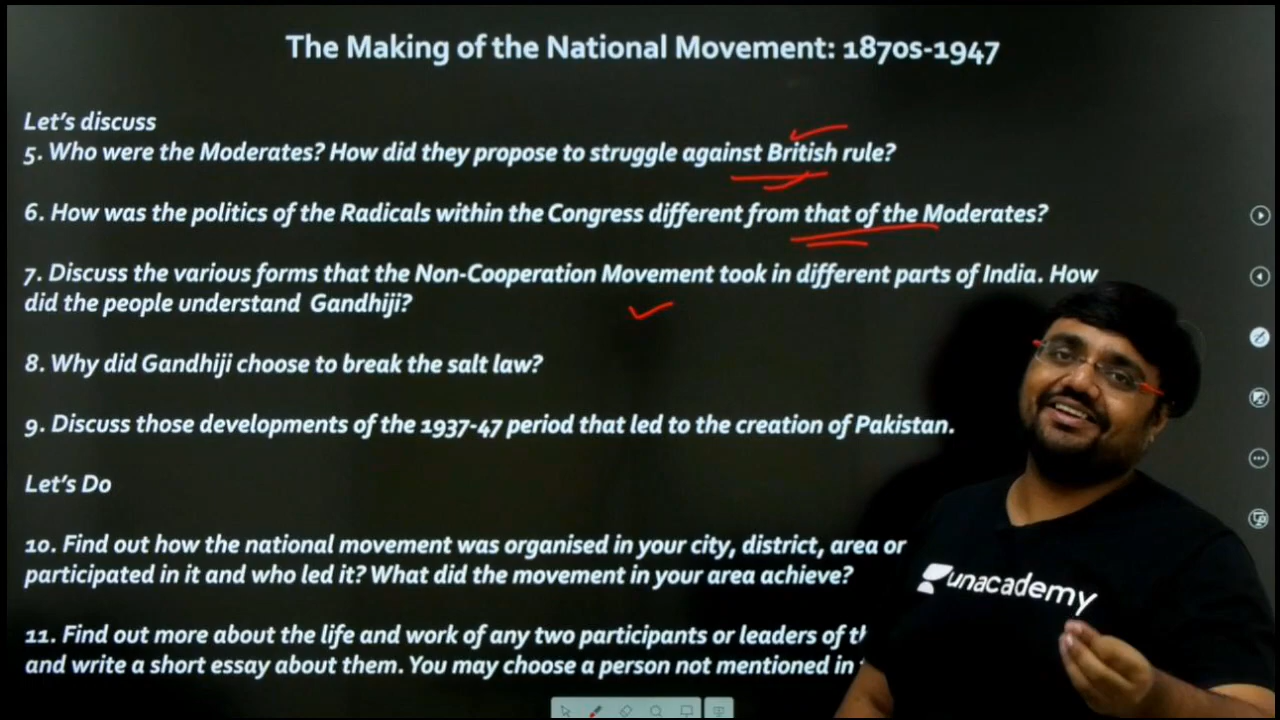 The Making of the National Movement: 1870s-1947
Let's discuss
5. Who were the Moderates? How did they propose to struggle against British rule?
6. How was the politics of the Radicals within the Congress different from that of the Moderates?
7. Discuss the various forms that the Non-Cooperation Movement took in different parts of India. How
did the people understand Gandhiji?
8. Why did Gandhiji choose to break the salt law?
9. Discuss those developments of the 1937-47 period that led to the creation of Pakistan.
Let's Do
10. Find out how the national movement was organised in your city, district, area or
participated in it and who led it? What did the movement in your area achieve?
11. Find out more about the life and work of any two participants or leaders of
and write a short essay about them. You may choose a person not mentioned in
unacademy